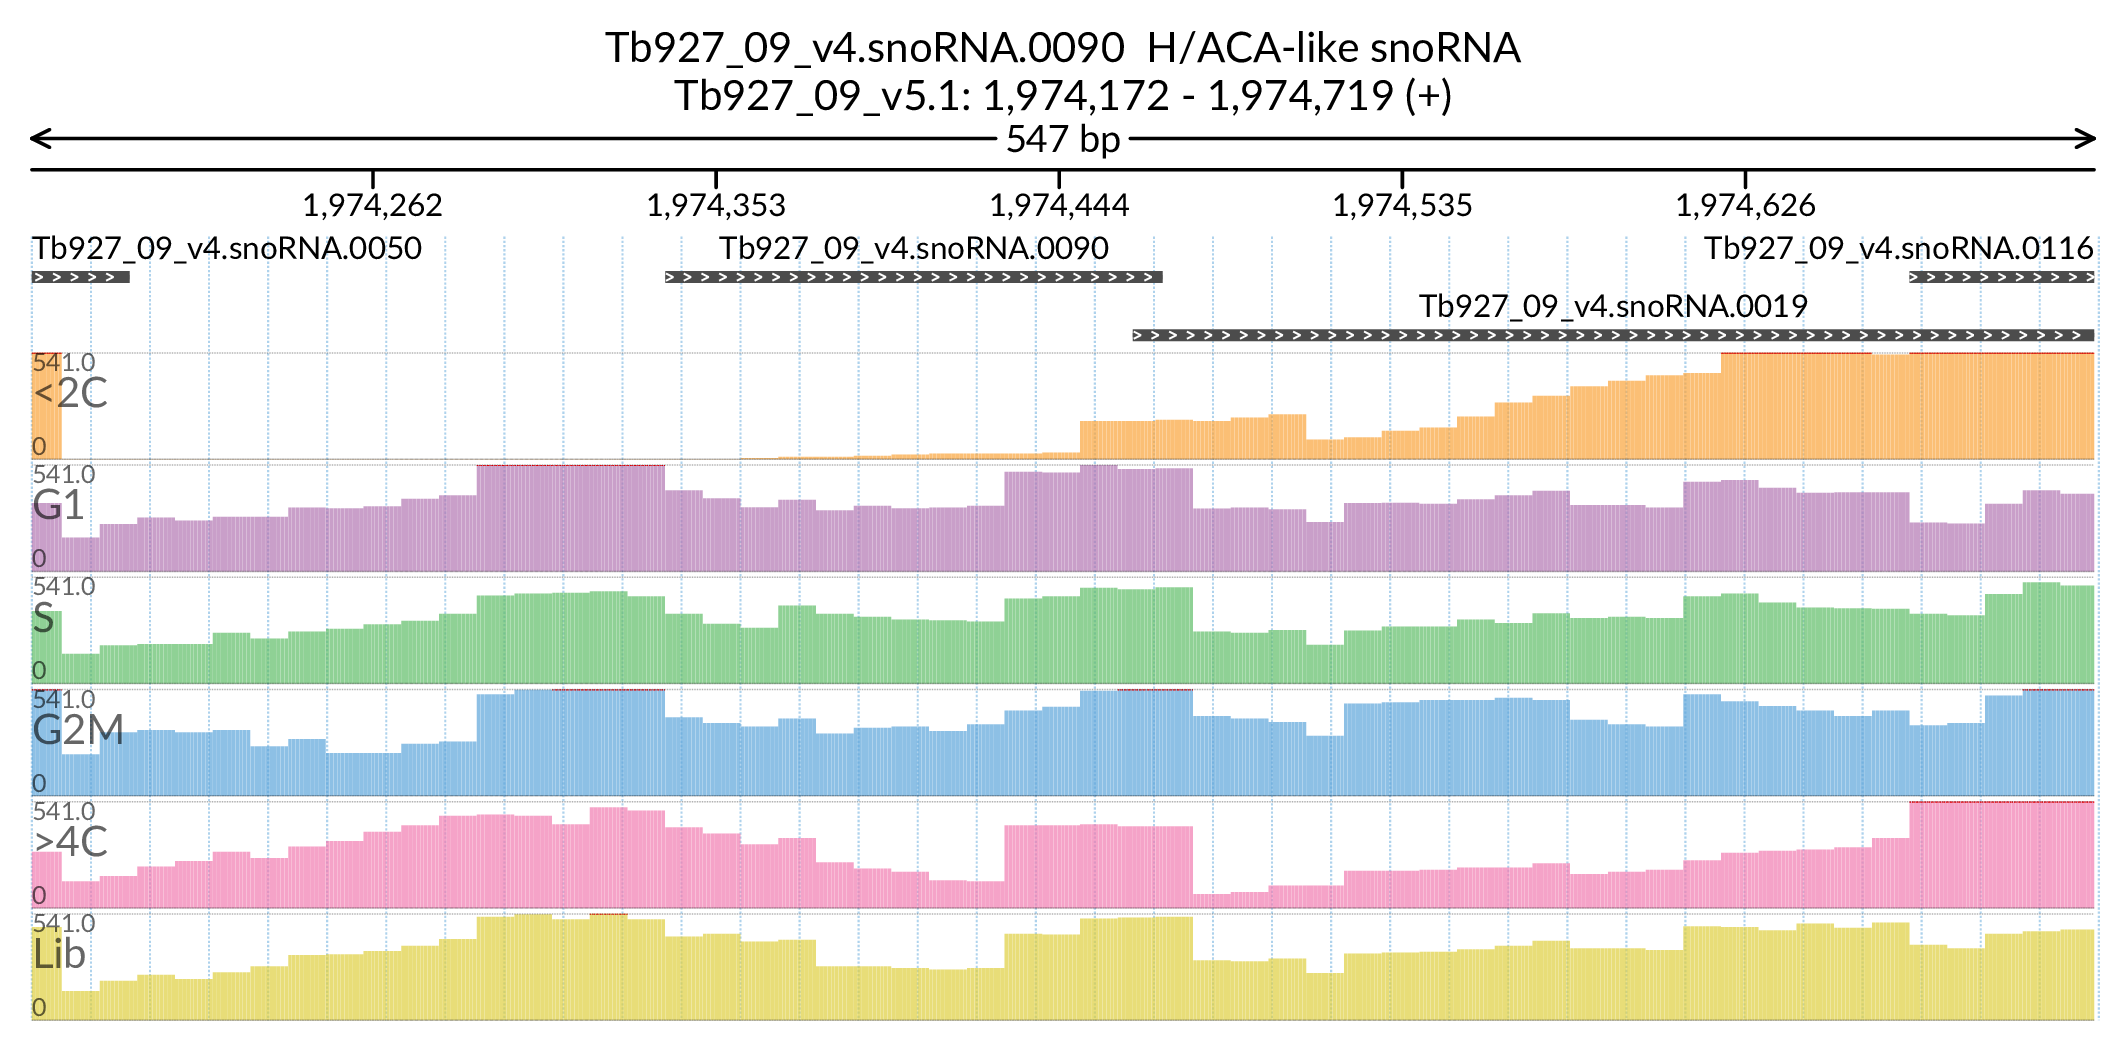 Tb927_09_v4.snoRNA.0090 H/ACA-like snoRNA
Tb927_09_v5.1: 1,974,172 - 1,974,719 (+)
547 bp
1,974,262 1,974,353 1,974,444 1,974,535 1,974,626
Tb927_09_v4.snoRNA.0050 Tb927_09_v4.snoRNA.0090 Tb927_09_v4.snoRNA.0116
Tb927_09_v4.snoRNA.0019
541.0
<2C
0
541.0
G1
0
541.0
S
0
541.0
G2M
0
541.0
>4C
0
541.0
Lib
0